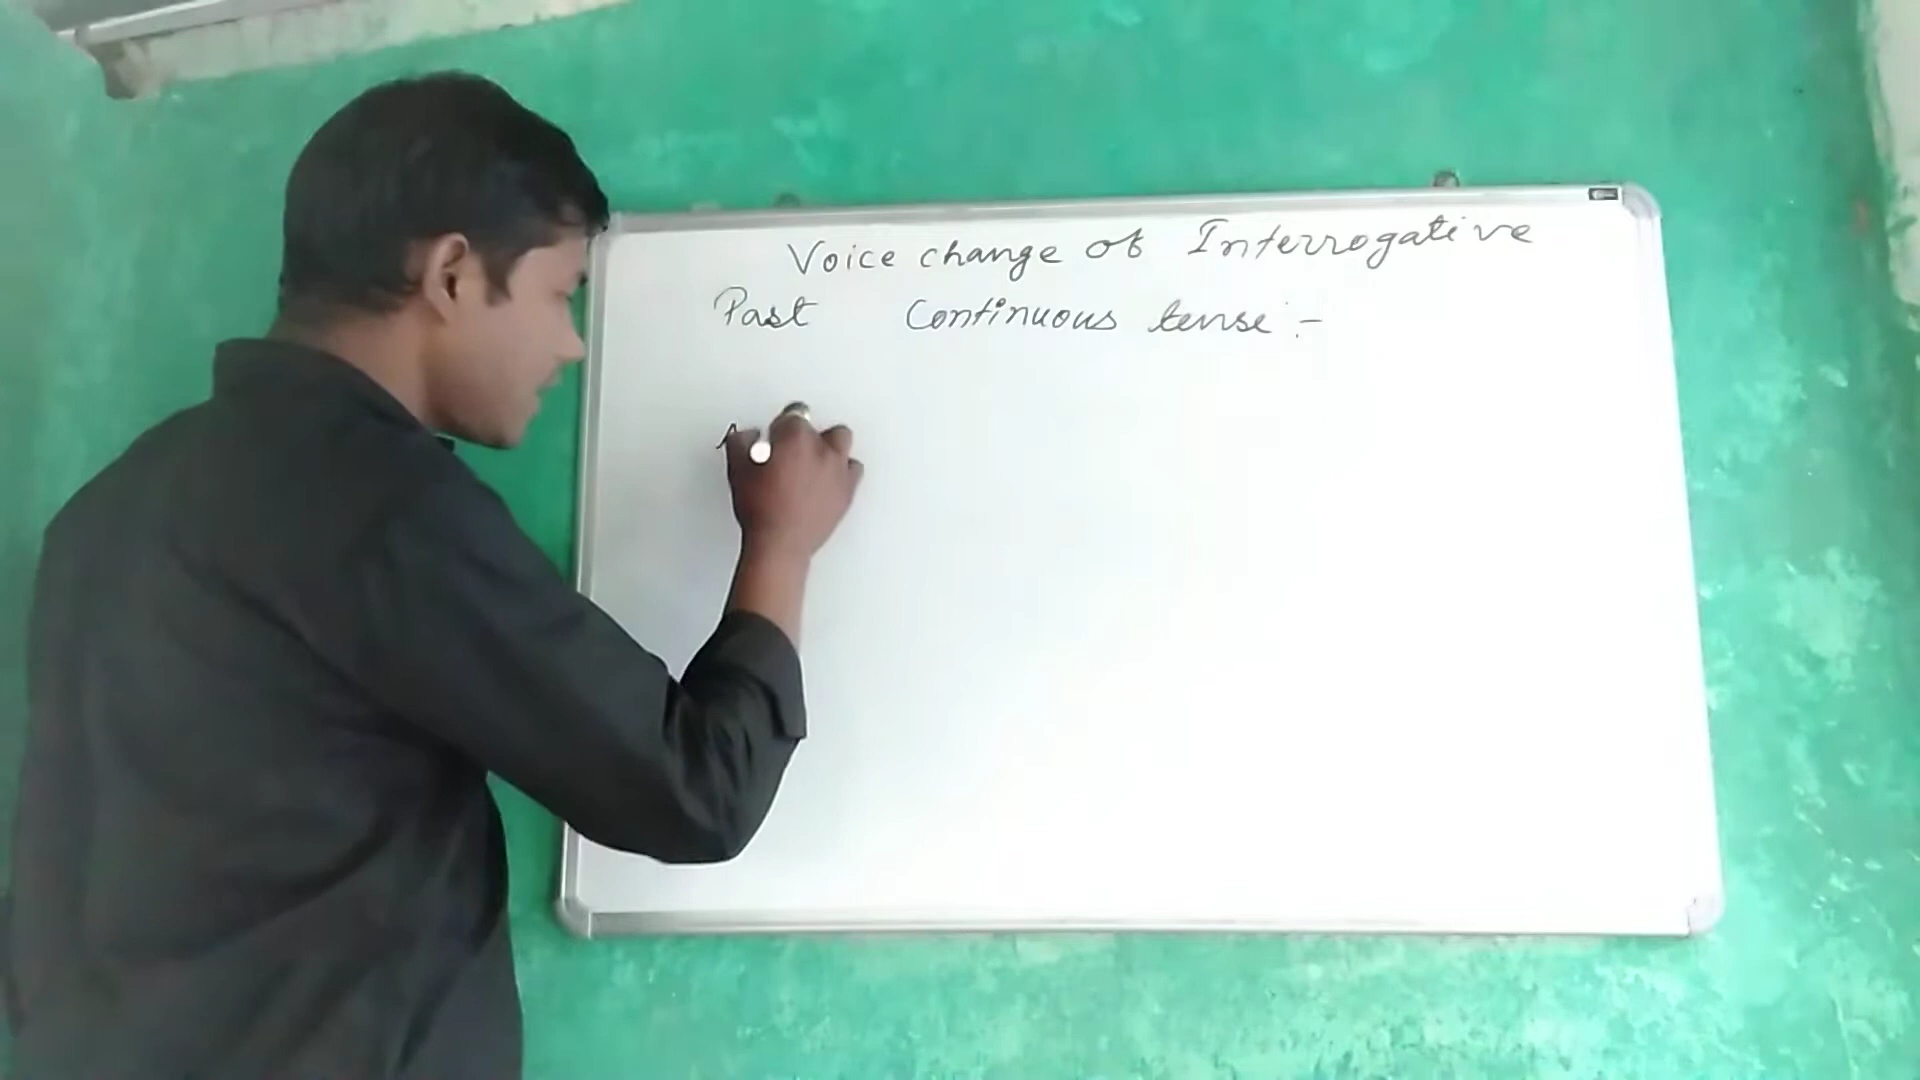 Voice change of Interrogative
Past Continuous tense :-